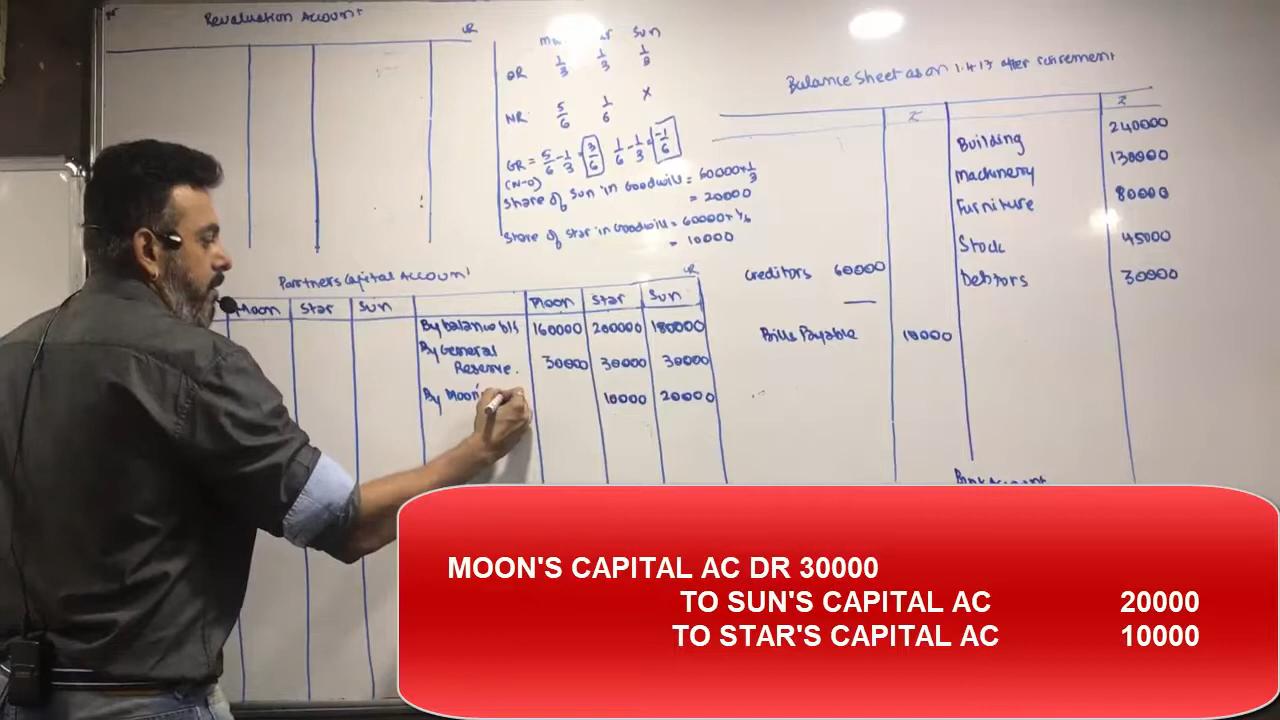 Revaluation Account
CR
Sun
OR 1/3 1/3 1/3
NR 5/6 1/6 X
GR = 5/6 - 1/3 = 3/6 1/6 - 1/3 = -1/6
(N-O)
Share of Sun in Goodwill = 60000 × 1/3
= 20000
Share of Star in Goodwill = 60000 × 1/6
= 10000
Balance Sheet as on 1.4.17 after retirement
₹ ₹
Building 240000
Machinery 130000
Furniture 80000
Stock 45000
Creditors 60000 Debtors 30000
Bills Payable 10000
Partners Capital Account
CR
Moon Star Sun Moon Star Sun
By balance b/d 160000 200000 180000
By General
Reserve. 30000 30000 30000
By Moon's 10000 20000
Bank Account
MOON'S CAPITAL AC DR 30000
TO SUN'S CAPITAL AC 20000
TO STAR'S CAPITAL AC 10000